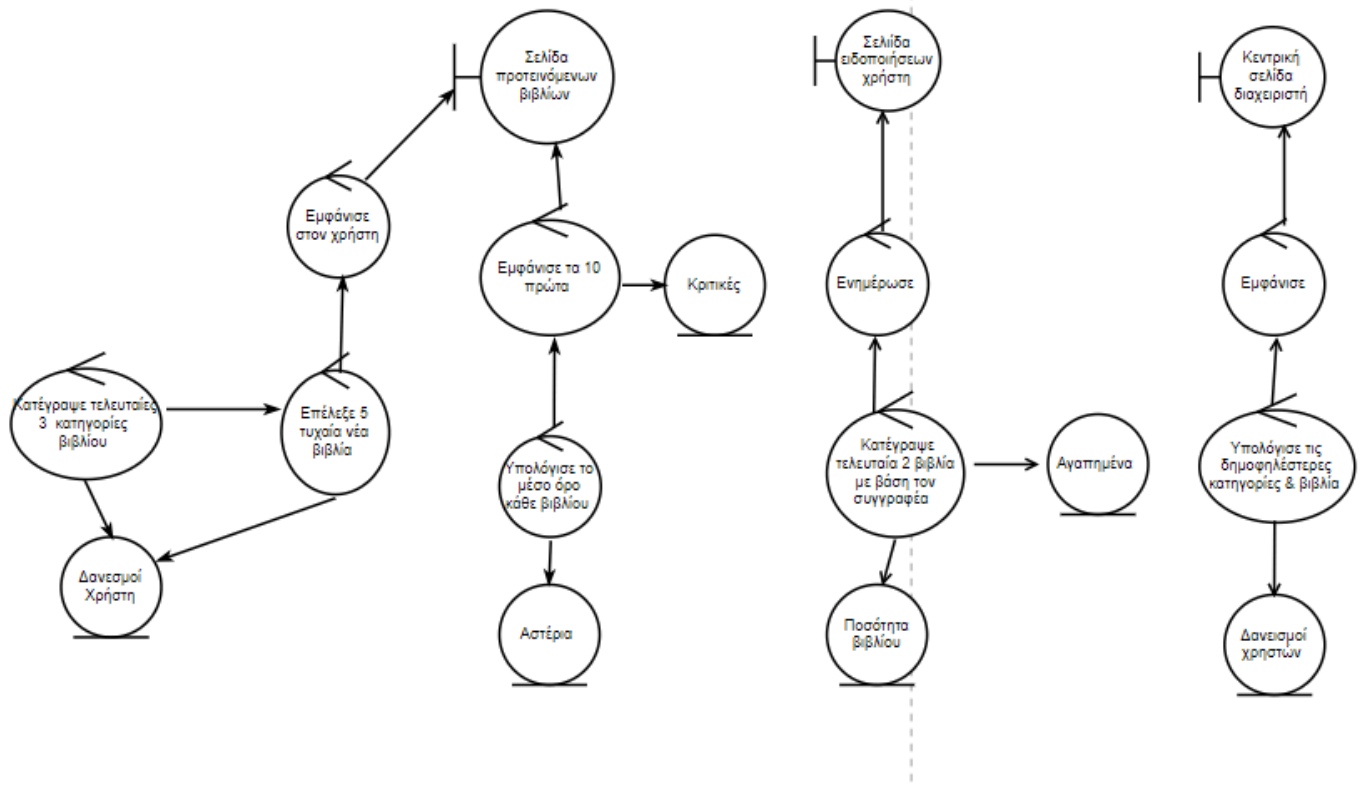 Σελίδα
προτεινόμενων
βιβλίων
Σελιίδα
ειδοποιήσεων
χρήστη
Κεντρική
σελίδα
διαχειριστή
Εμφάνισε
στον χρήστη
Εμφάνισε τα 10
πρώτα
Κριτικές
Ενημέρωσε
Εμφάνισε
Κατέγραψε τελευταίες
3 κατηγορίες
βιβλίου
Επέλεξε 5
τυχαία νέα
βιβλία
Υπολόγισε το
μέσο όρο
κάθε βιβλίου
Κατέγραψε
τελευταία 2 βιβλία
με βάση τον
συγγραφέα
Αγαπημένα
Υπολόγισε τις
δημοφηλέστερες
κατηγορίες & βιβλία
Δανεσμοί
Χρήστη
Αστέρια
Ποσότητα
βιβλίου
Δανεισμοί
χρηστών